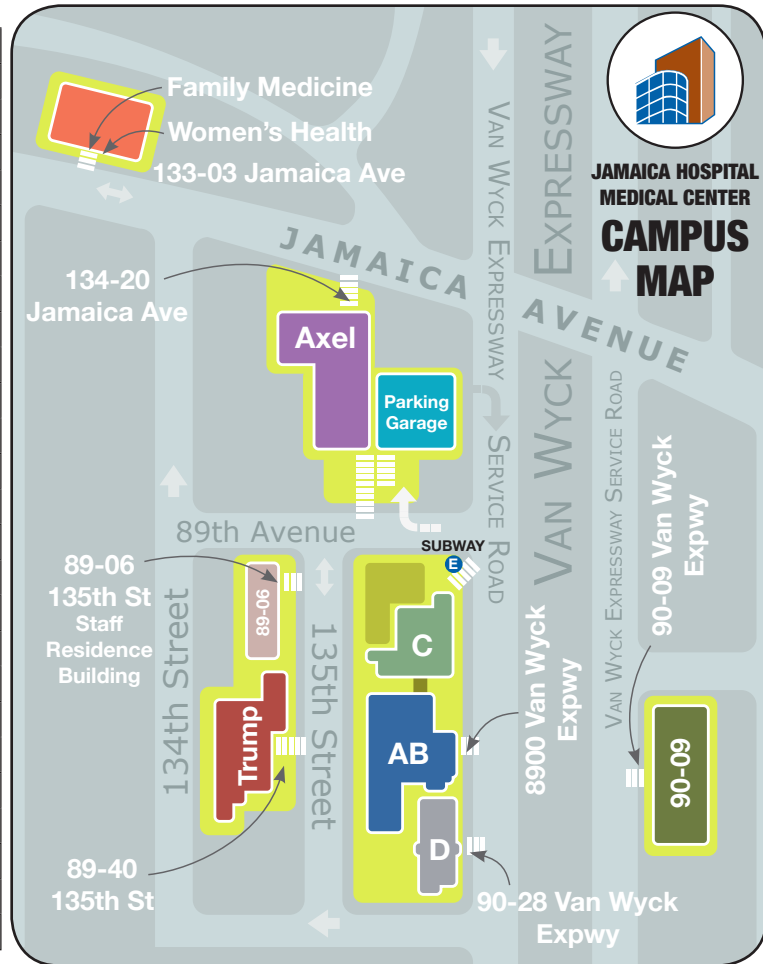 Family Medicine
Women's Health
133-03 Jamaica Ave
JAMAICA HOSPITAL
MEDICAL CENTER
CAMPUS
MAP
VAN WYCK EXPRESSWAY
SERVICE ROAD
VAN WYCK
EXPRESSWAY
JAMAICA AVENUE
134-20
Jamaica Ave
Axel
Parking
Garage
VAN WYCK EXPRESSWAY SERVICE ROAD
90-09 Van Wyck
Expwy
89th Avenue
SUBWAY
E
89-06
135th St
Staff
Residence
Building
89-06
134th Street
135th Street
C
Trump
AB
8900 Van Wyck
Expwy
90-09
D
89-40
135th St
90-28 Van Wyck
Expwy